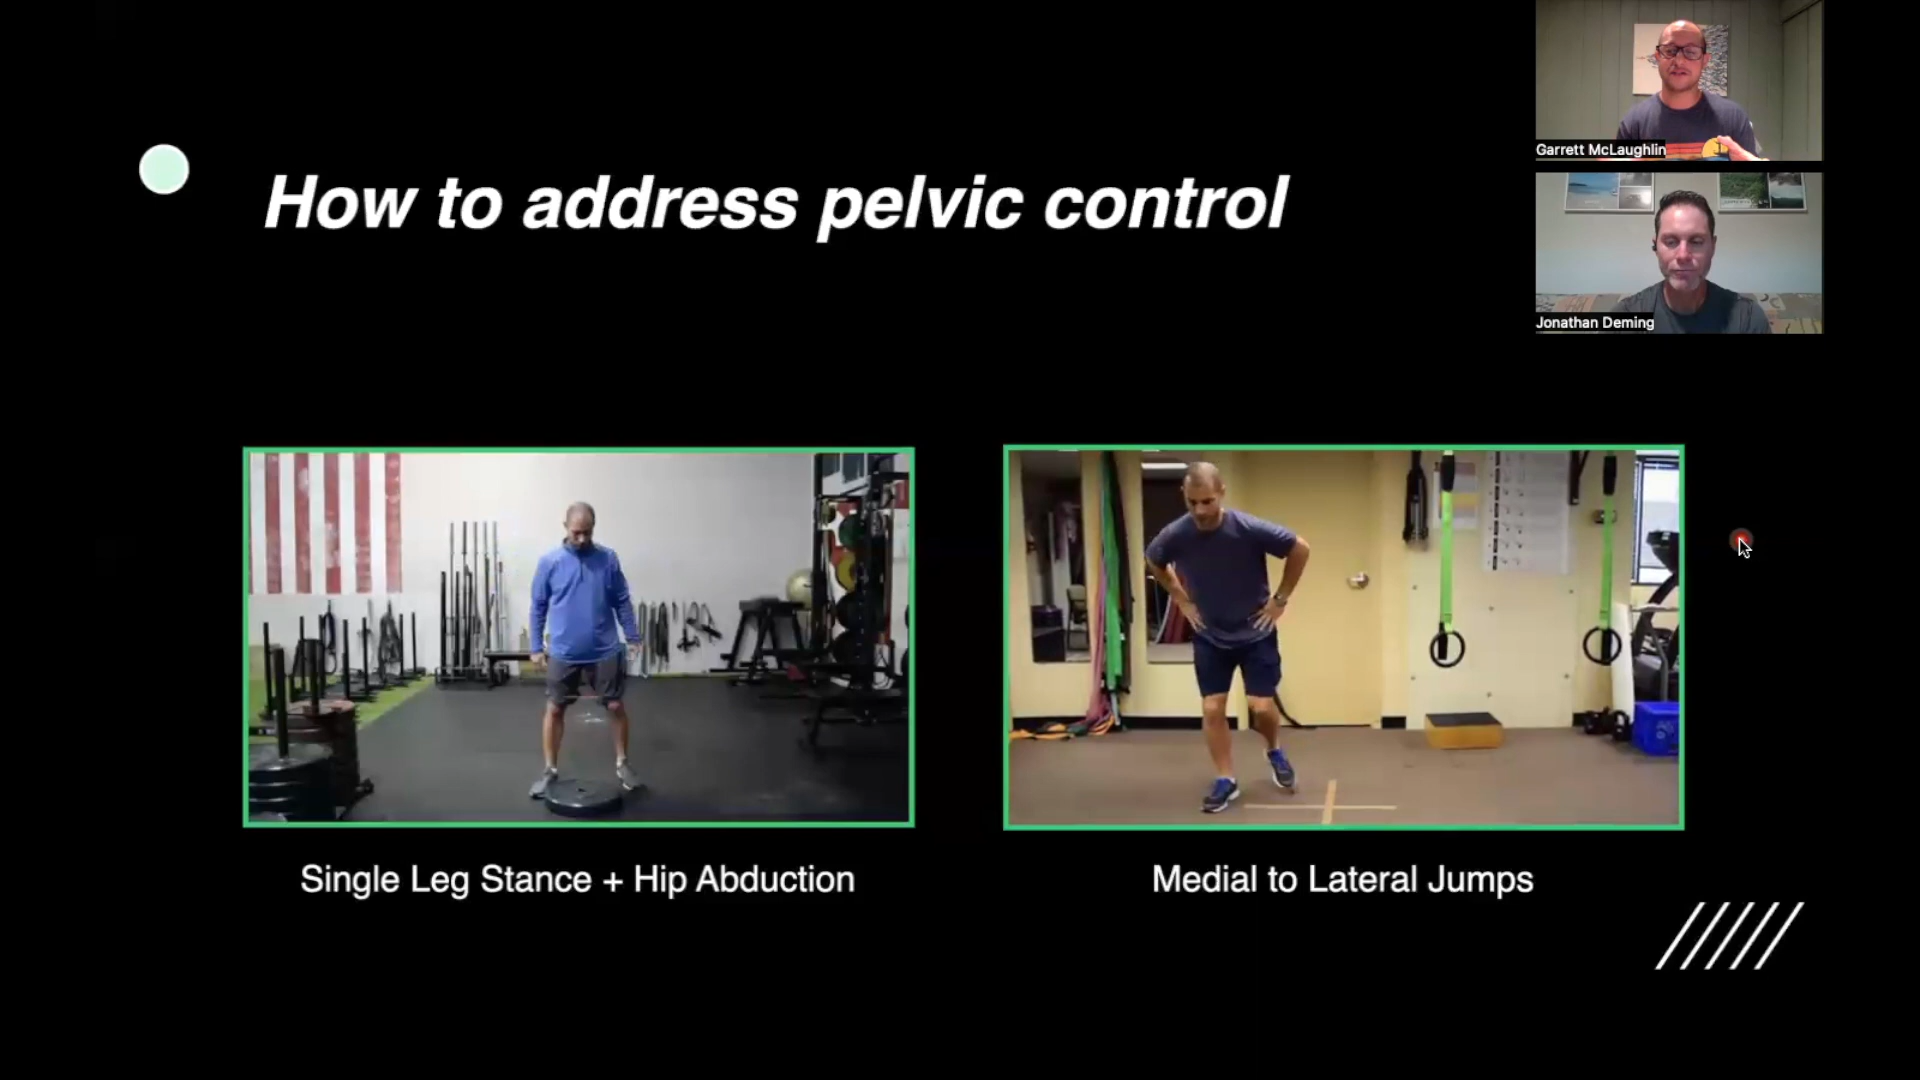 Garrett McLaughlin
How to address pelvic control
Jonathan Deming
Single Leg Stance + Hip Abduction
Medial to Lateral Jumps